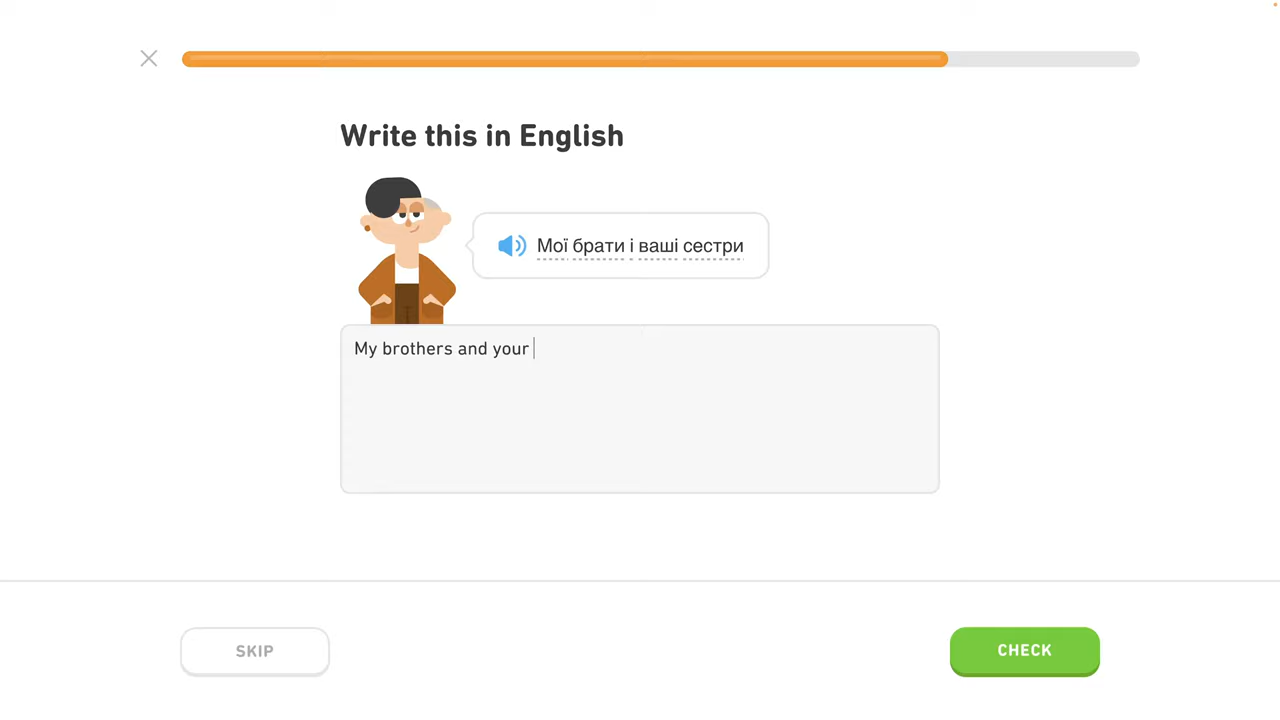 Write this in English
Мої брати і ваші сестри
My brothers and your
SKIP
CHECK